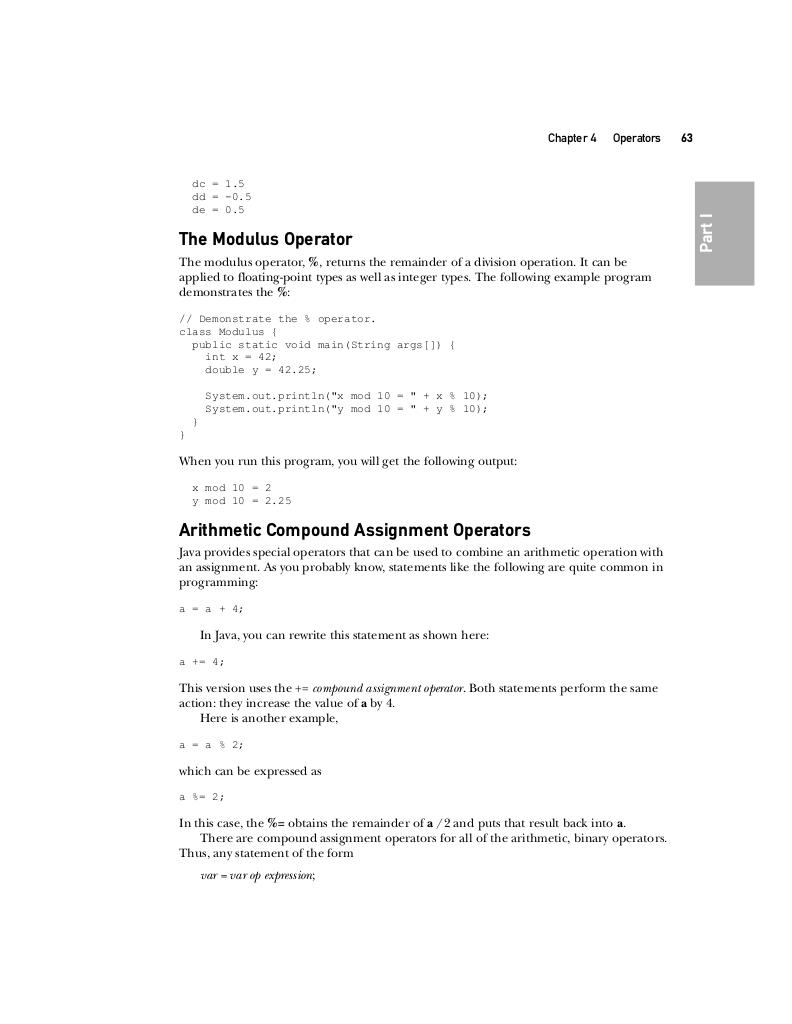 Chapter 4 Operators 63
Part I
dc = 1.5
dd = -0.5
de = 0.5
The Modulus Operator
The modulus operator, %, returns the remainder of a division operation. It can be
applied to floating-point types as well as integer types. The following example program
demonstrates the %:
// Demonstrate the % operator.
class Modulus {
  public static void main(String args[]) {
    int x = 42;
    double y = 42.25;
    System.out.println("x mod 10 = " + x % 10);
    System.out.println("y mod 10 = " + y % 10);
  }
}
When you run this program, you will get the following output:
x mod 10 = 2
y mod 10 = 2.25
Arithmetic Compound Assignment Operators
Java provides special operators that can be used to combine an arithmetic operation with
an assignment. As you probably know, statements like the following are quite common in
programming:
a = a + 4;
In Java, you can rewrite this statement as shown here:
a += 4;
This version uses the += compound assignment operator. Both statements perform the same
action: they increase the value of a by 4.
Here is another example,
a = a % 2;
which can be expressed as
a %= 2;
In this case, the %= obtains the remainder of a /2 and puts that result back into a.
There are compound assignment operators for all of the arithmetic, binary operators.
Thus, any statement of the form
var = var op expression;